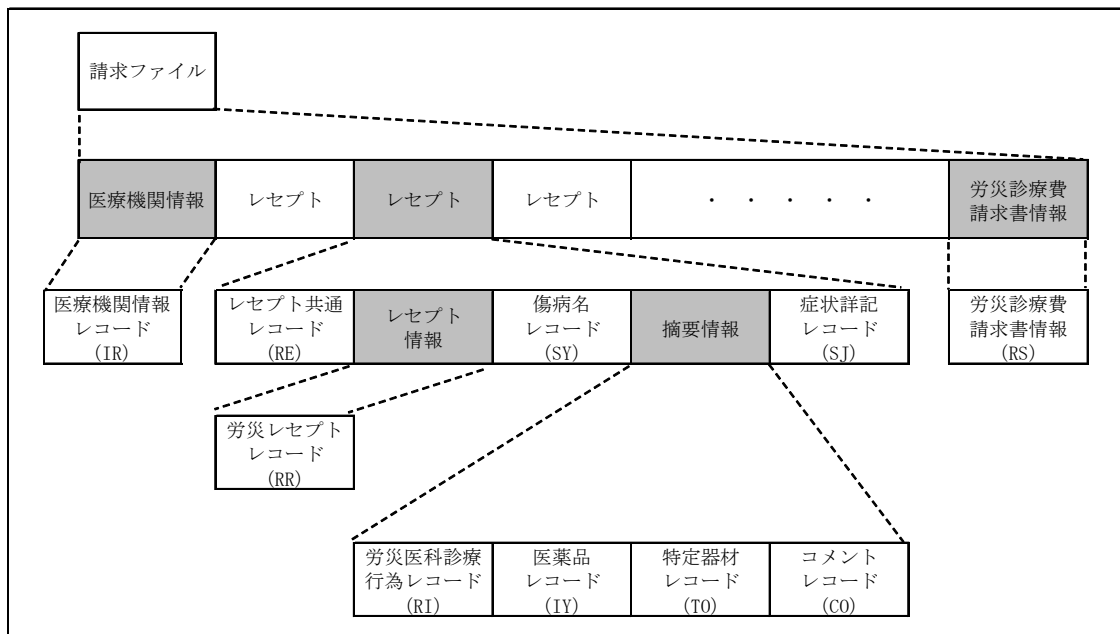 請求ファイル
医療機関情報
レセプト
レセプト
レセプト
・ ・ ・ ・ ・
労災診療費
請求書情報
医療機関情報
レコード
(IR)
レセプト共通
レコード
(RE)
レセプト
情報
傷病名
レコード
(SY)
摘要情報
症状詳記
レコード
(SJ)
労災診療費
請求書情報
(RS)
労災レセプト
レコード
(RR)
労災医科診療
行為レコード
(RI)
医薬品
レコード
(IY)
特定器材
レコード
(TO)
コメント
レコード
(CO)